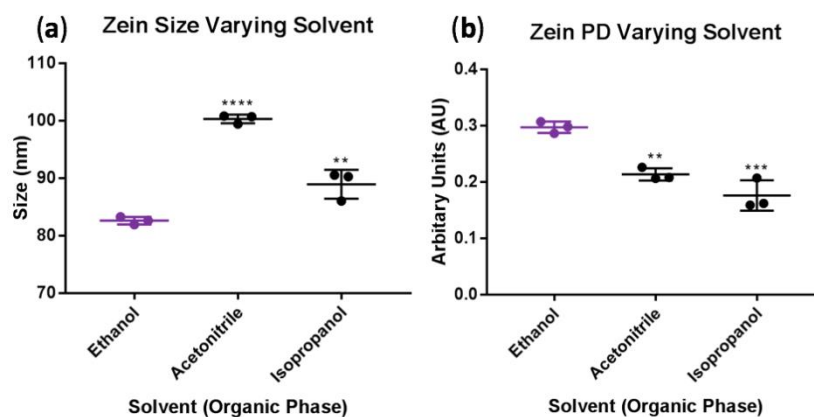 (a)
Zein Size Varying Solvent
Size (nm)
110
100
90
80
70
****
**
Ethanol
Acetonitrile
Isopropanol
Solvent (Organic Phase)
(b)
Zein PD Varying Solvent
Arbitary Units (AU)
0.4
0.3
0.2
0.1
0.0
**
***
Ethanol
Acetonitrile
Isopropanol
Solvent (Organic Phase)